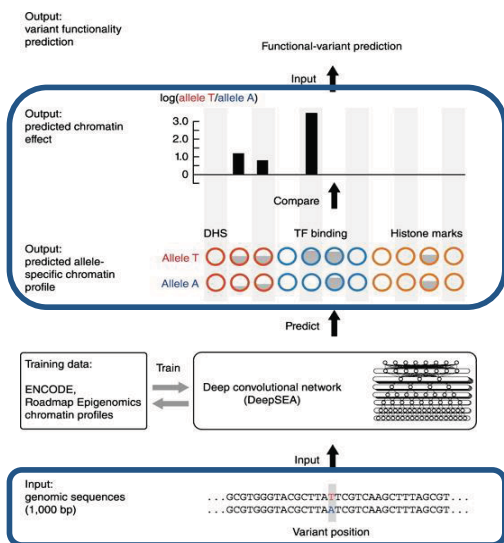 Output:
variant functionality
prediction
Functional-variant prediction
Input
log(allele T/allele A)
Output:
predicted chromatin
effect
3.0
2.0
1.0
0
Compare
DHS
TF binding
Histone marks
Output:
predicted allele-
specific chromatin
profile
Allele T
Allele A
Predict
Training data:
ENCODE,
Roadmap Epigenomics
chromatin profiles
Train
Deep convolutional network
(DeepSEA)
Input
Input:
genomic sequences
(1,000 bp)
...GCGTGGGTACGCTTATTCGTCAAGCTTTAGCGT...
...GCGTGGGTACGCTTAATCGTCAAGCTTTAGCGT...
Variant position